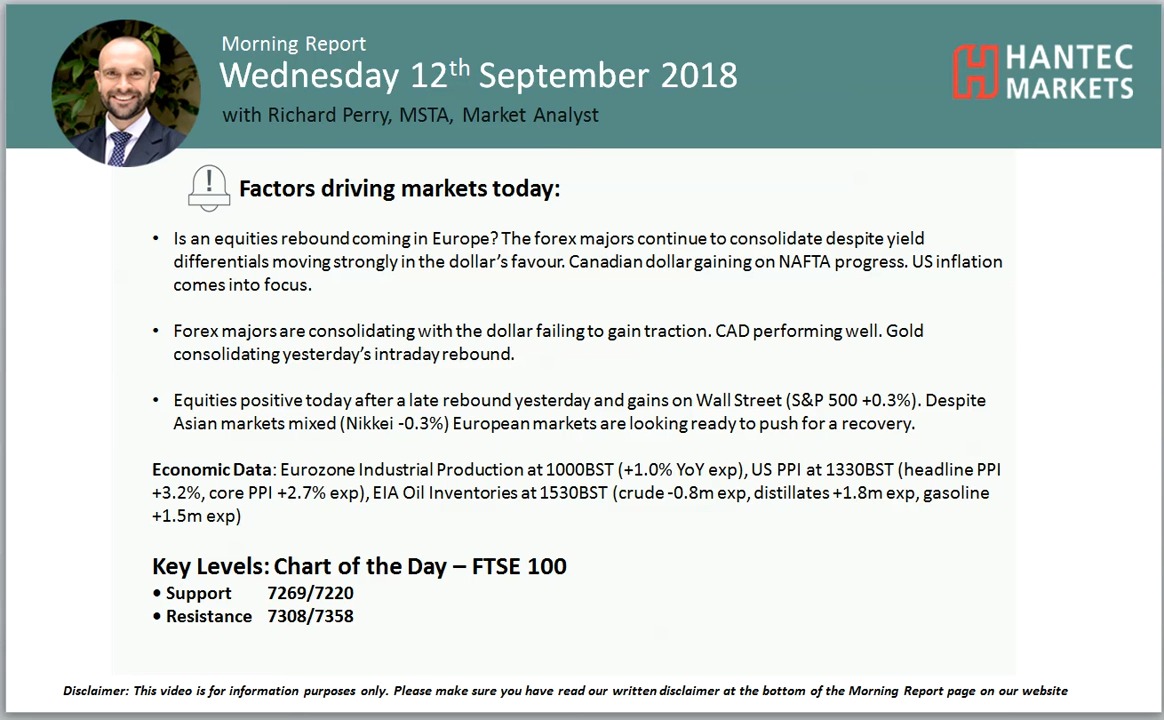 Morning Report
Wednesday 12th September 2018
with Richard Perry, MSTA, Market Analyst
HANTEC
MARKETS
! Factors driving markets today:
• Is an equities rebound coming in Europe? The forex majors continue to consolidate despite yield
differentials moving strongly in the dollar's favour. Canadian dollar gaining on NAFTA progress. US inflation
comes into focus.
• Forex majors are consolidating with the dollar failing to gain traction. CAD performing well. Gold
consolidating yesterday's intraday rebound.
• Equities positive today after a late rebound yesterday and gains on Wall Street (S&P 500 +0.3%). Despite
Asian markets mixed (Nikkei -0.3%) European markets are looking ready to push for a recovery.
Economic Data: Eurozone Industrial Production at 1000BST (+1.0% YoY exp), US PPI at 1330BST (headline PPI
+3.2%, core PPI +2.7% exp), EIA Oil Inventories at 1530BST (crude -0.8m exp, distillates +1.8m exp, gasoline
+1.5m exp)
Key Levels: Chart of the Day – FTSE 100
• Support 7269/7220
• Resistance 7308/7358
Disclaimer: This video is for information purposes only. Please make sure you have read our written disclaimer at the bottom of the Morning Report page on our website